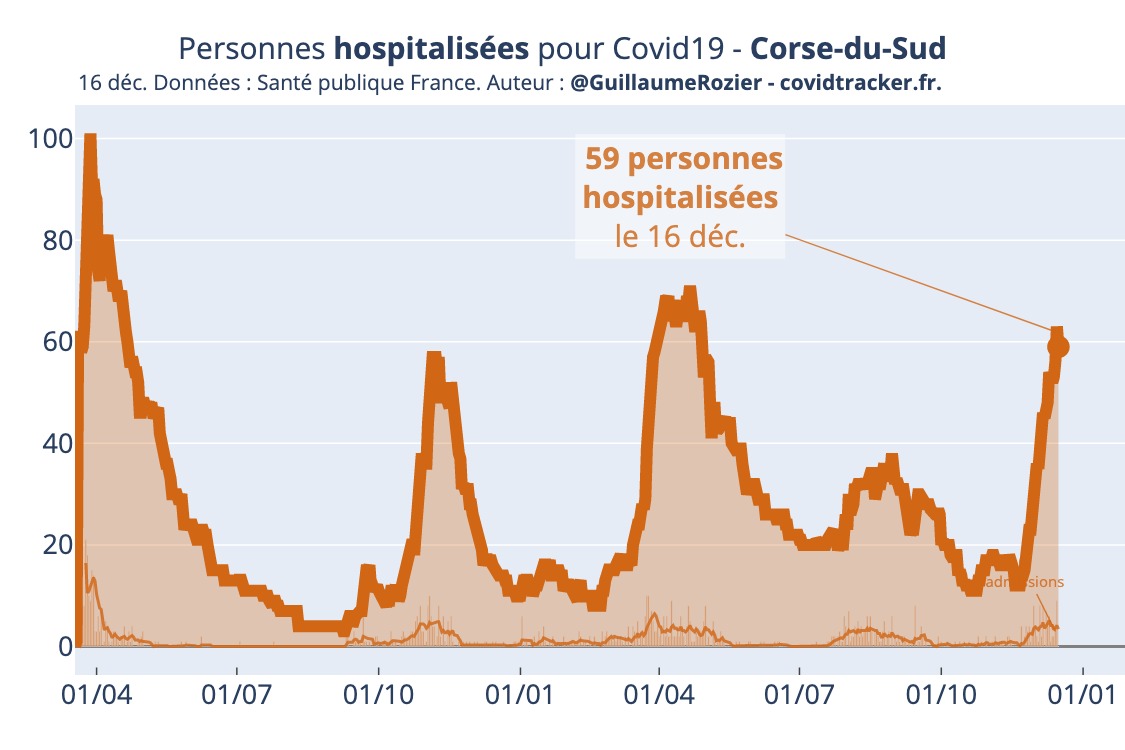 Personnes hospitalisées pour Covid19 - Corse-du-Sud
16 déc. Données : Santé publique France. Auteur : @GuillaumeRozier - covidtracker.fr.
100
59 personnes
hospitalisées
le 16 déc.
80
60
40
20
admissions
0
01/04 01/07 01/10 01/01 01/04 01/07 01/10 01/01